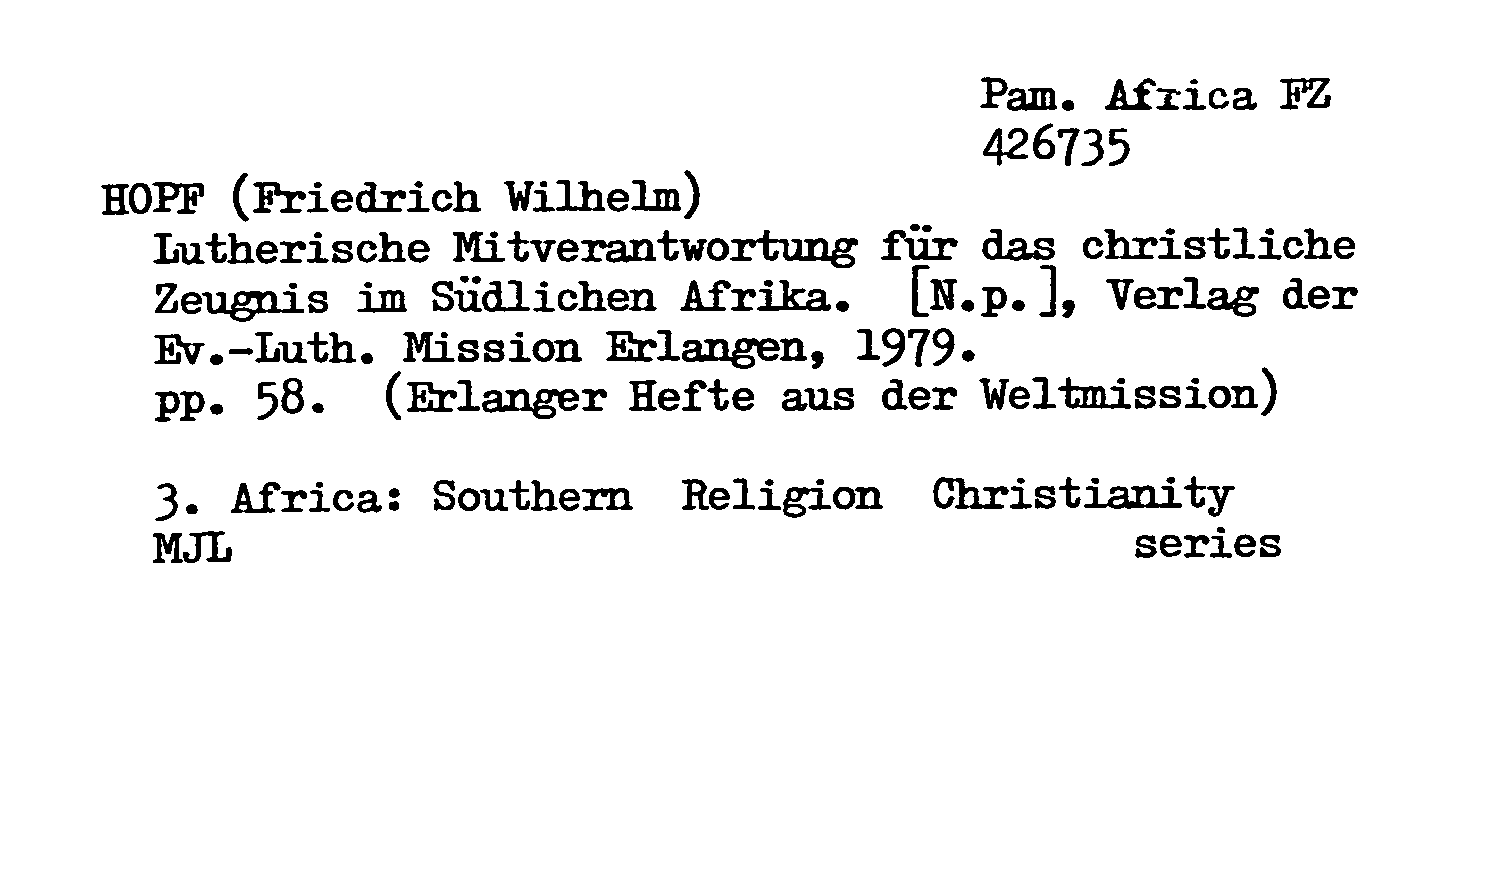 Pam. Africa FZ
426735
HOPF (Friedrich Wilhelm)
Lutherische Mitverantwortung für das christliche
Zeugnis im Südlichen Afrika. [N.p.], Verlag der
Ev.-Luth. Mission Erlangen, 1979.
pp. 58. (Erlanger Hefte aus der Weltmission)
3. Africa: Southern Religion Christianity
MJL series